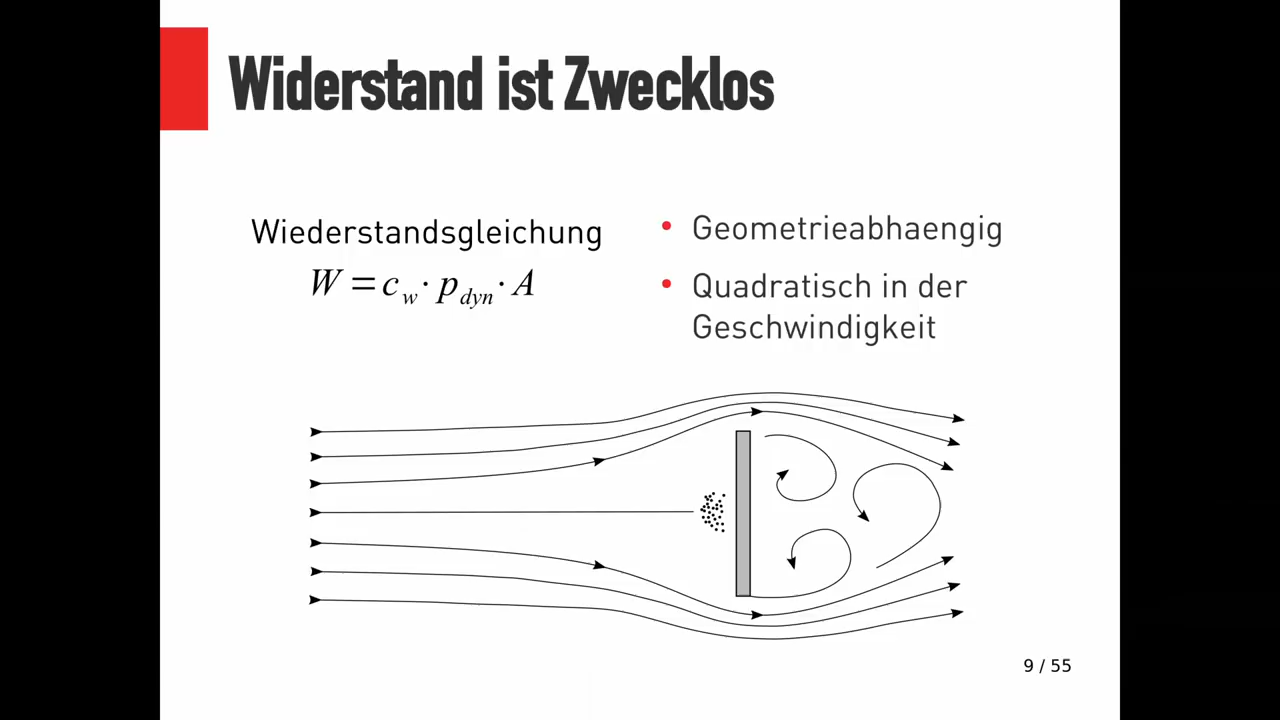 Widerstand ist Zwecklos
Wiederstandsgleichung
W = c_w · p_dyn · A
• Geometrieabhaengig
• Quadratisch in der
Geschwindigkeit
9 / 55